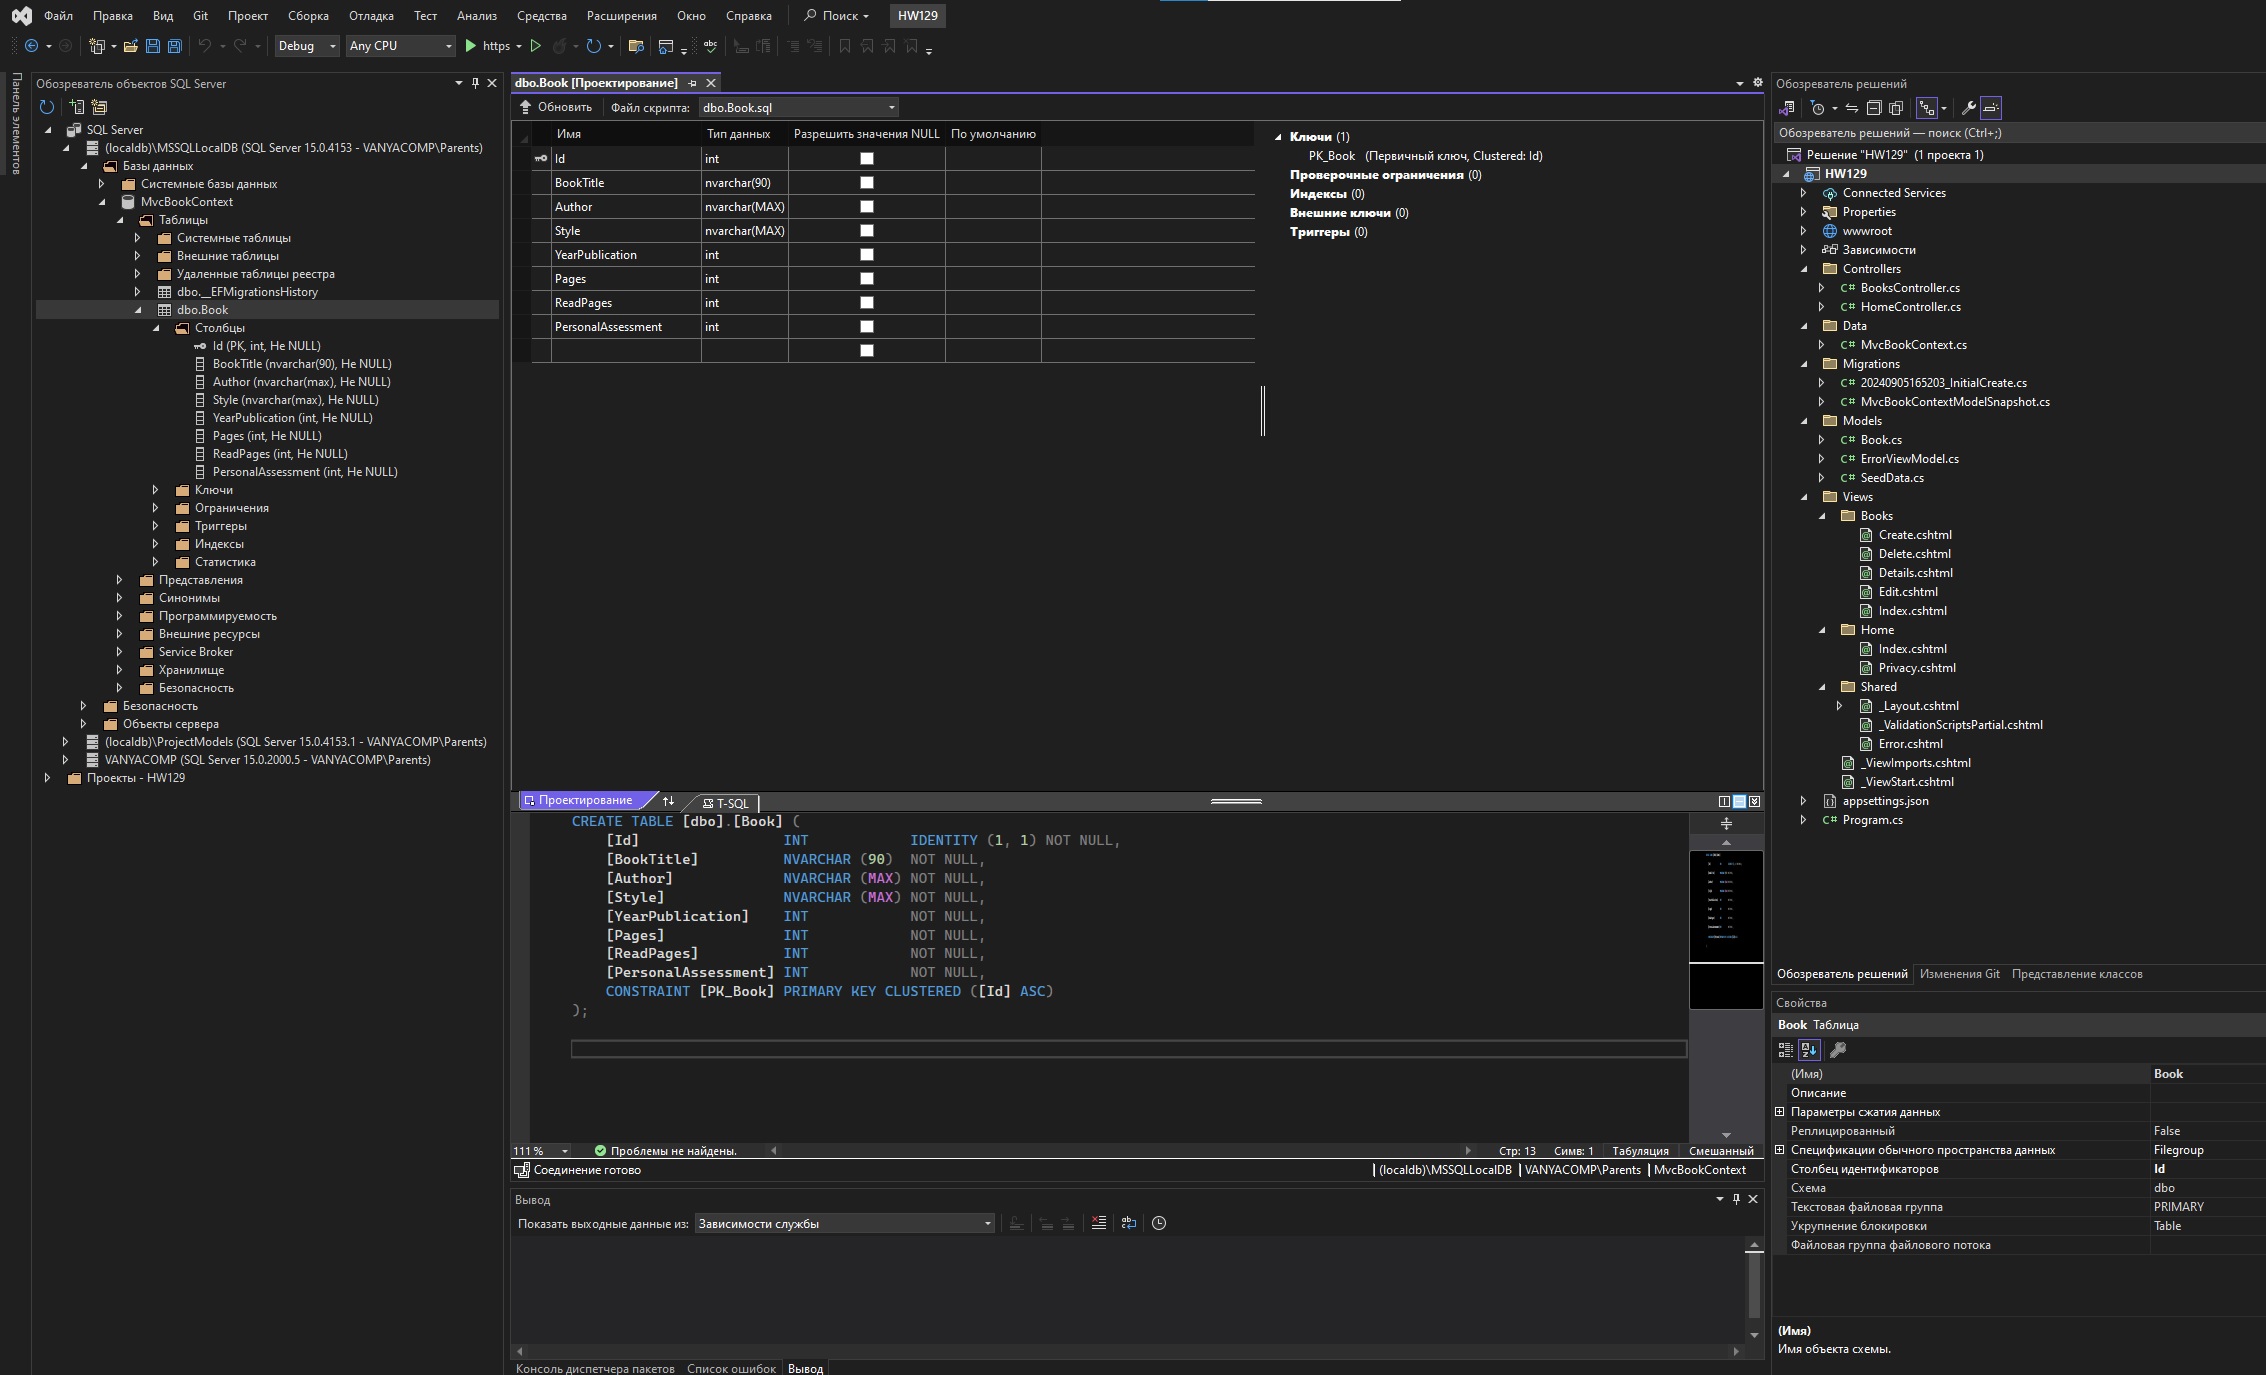 Файл Правка Вид Git Проект Сборка Отладка Тест Анализ Средства Расширения Окно Справка Поиск HW129
Debug Any CPU https
Панель элементов
Обозреватель объектов SQL Server
SQL Server
(localdb)\MSSQLLocalDB (SQL Server 15.0.4153 - VANYACOMP\Parents)
Базы данных
Системные базы данных
MvcBookContext
Таблицы
Системные таблицы
Внешние таблицы
Удаленные таблицы реестра
dbo.__EFMigrationsHistory
dbo.Book
Столбцы
Id (PK, int, Не NULL)
BookTitle (nvarchar(90), Не NULL)
Author (nvarchar(max), Не NULL)
Style (nvarchar(max), Не NULL)
YearPublication (int, Не NULL)
Pages (int, Не NULL)
ReadPages (int, Не NULL)
PersonalAssessment (int, Не NULL)
Ключи
Ограничения
Триггеры
Индексы
Статистика
Представления
Синонимы
Программируемость
Внешние ресурсы
Service Broker
Хранилище
Безопасность
Безопасность
Объекты сервера
(localdb)\ProjectModels (SQL Server 15.0.4153.1 - VANYACOMP\Parents)
VANYACOMP (SQL Server 15.0.2000.5 - VANYACOMP\Parents)
Проекты - HW129
dbo.Book [Проектирование]
Обновить Файл скрипта: dbo.Book.sql
Имя Тип данных Разрешить значения NULL По умолчанию
Id int
BookTitle nvarchar(90)
Author nvarchar(MAX)
Style nvarchar(MAX)
YearPublication int
Pages int
ReadPages int
PersonalAssessment int
Ключи (1)
PK_Book (Первичный ключ, Clustered: Id)
Проверочные ограничения (0)
Индексы (0)
Внешние ключи (0)
Триггеры (0)
Проектирование T-SQL
CREATE TABLE [dbo].[Book] (
[Id] INT IDENTITY (1, 1) NOT NULL,
[BookTitle] NVARCHAR (90) NOT NULL,
[Author] NVARCHAR (MAX) NOT NULL,
[Style] NVARCHAR (MAX) NOT NULL,
[YearPublication] INT NOT NULL,
[Pages] INT NOT NULL,
[ReadPages] INT NOT NULL,
[PersonalAssessment] INT NOT NULL,
CONSTRAINT [PK_Book] PRIMARY KEY CLUSTERED ([Id] ASC)
);
111 % Проблемы не найдены. Стр: 13 Симв: 1 Табуляция Смешанный
Соединение готово (localdb)\MSSQLLocalDB VANYACOMP\Parents MvcBookContext
Вывод
Показать выходные данные из: Зависимости службы
Консоль диспетчера пакетов Список ошибок Вывод
Обозреватель решений
Обозреватель решений — поиск (Ctrl+;)
Решение "HW129" (1 проекта 1)
HW129
Connected Services
Properties
wwwroot
Зависимости
Controllers
C# BooksController.cs
C# HomeController.cs
Data
C# MvcBookContext.cs
Migrations
C# 20240905165203_InitialCreate.cs
C# MvcBookContextModelSnapshot.cs
Models
C# Book.cs
C# ErrorViewModel.cs
C# SeedData.cs
Views
Books
Create.cshtml
Delete.cshtml
Details.cshtml
Edit.cshtml
Index.cshtml
Home
Index.cshtml
Privacy.cshtml
Shared
_Layout.cshtml
_ValidationScriptsPartial.cshtml
Error.cshtml
_ViewImports.cshtml
_ViewStart.cshtml
appsettings.json
C# Program.cs
Обозреватель решений Изменения Git Представление классов
Свойства
Book Таблица
(Имя) Book
Описание
Параметры сжатия данных
Реплицированный False
Спецификации обычного пространства данных Filegroup
Столбец идентификаторов Id
Схема dbo
Текстовая файловая группа PRIMARY
Укрупнение блокировки Table
Файловая группа файлового потока
(Имя)
Имя объекта схемы.